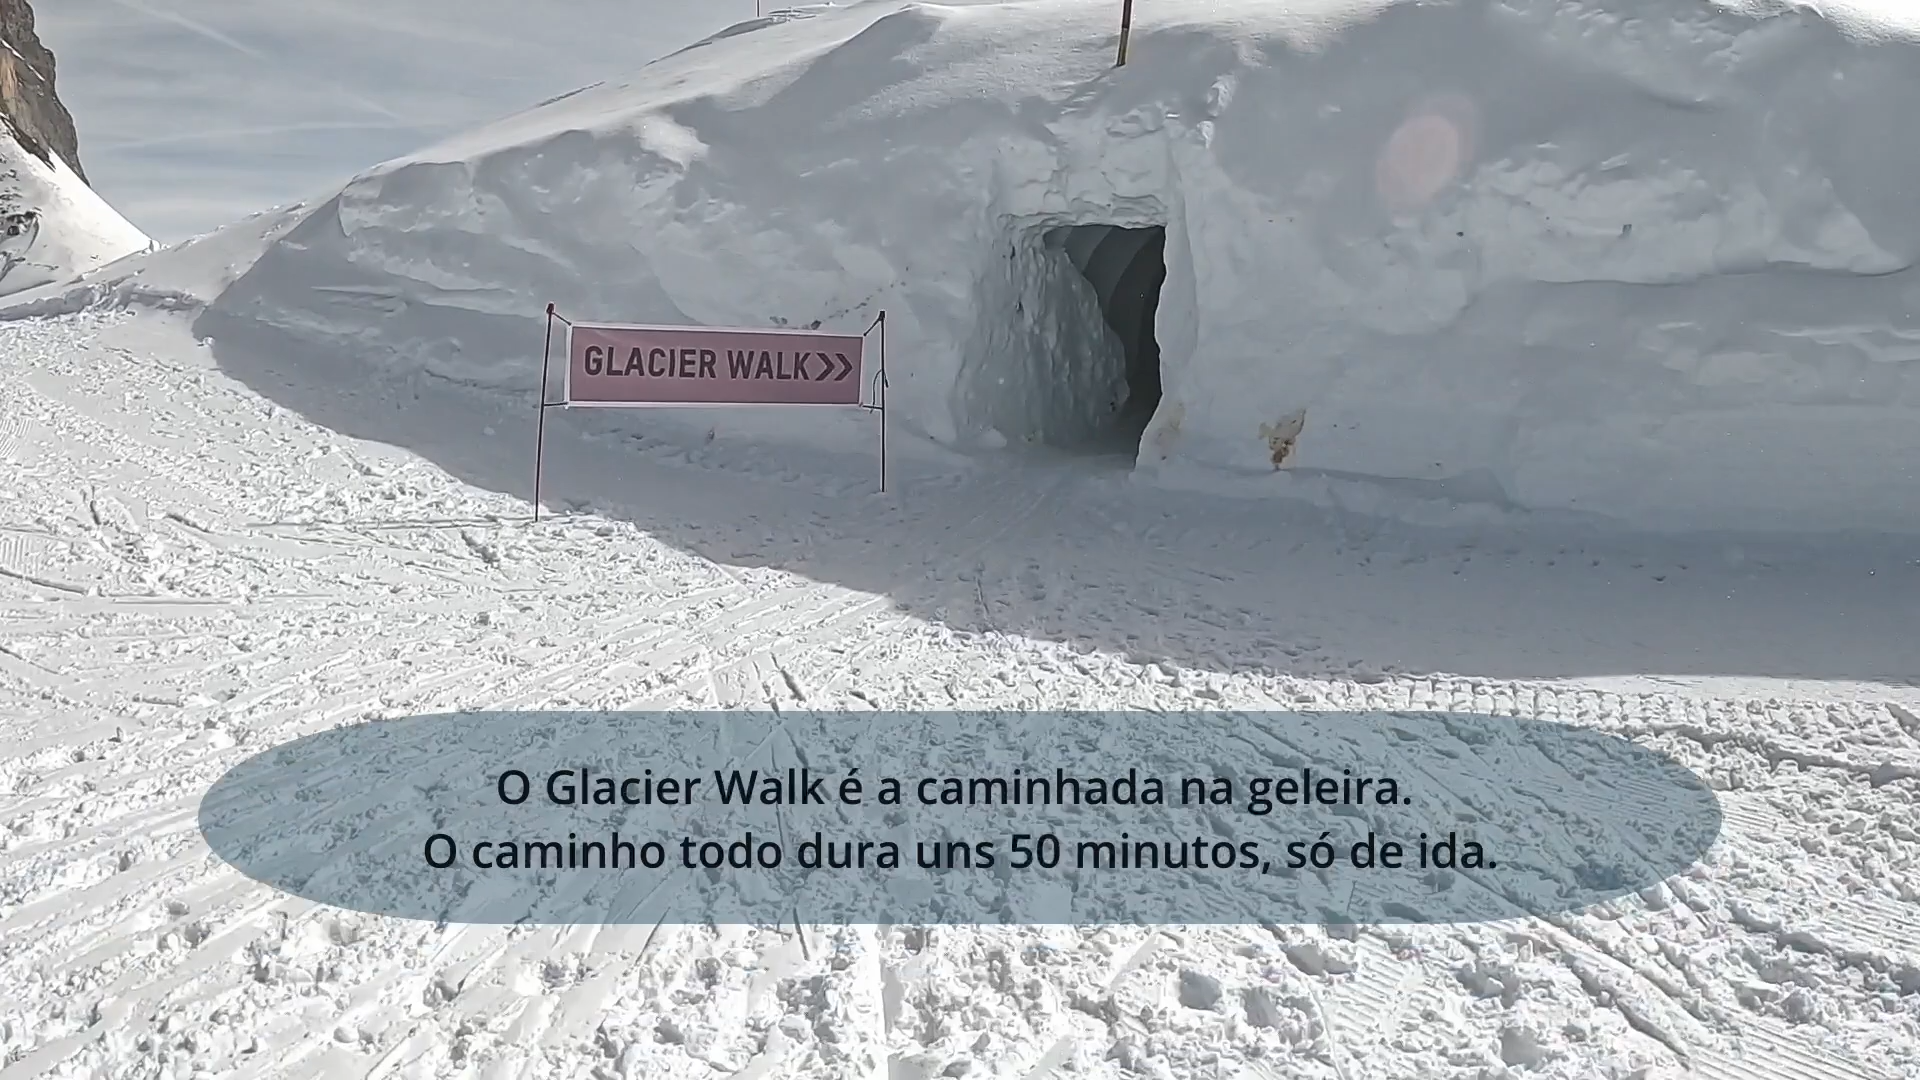 GLACIER WALK>>
O Glacier Walk é a caminhada na geleira.
O caminho todo dura uns 50 minutos, só de ida.